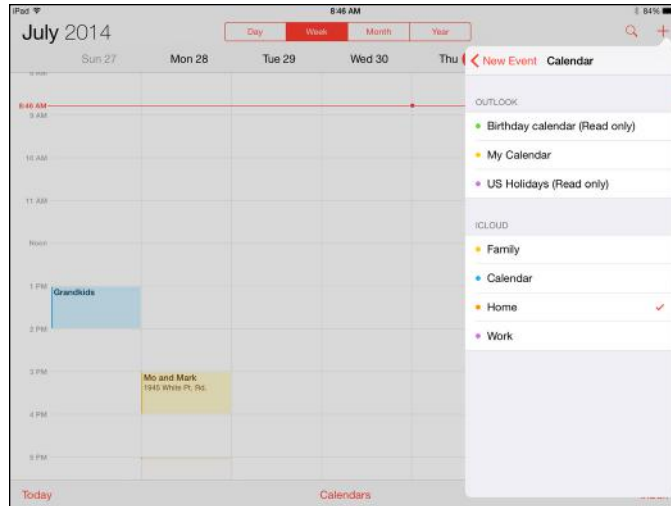 iPad 8:46 AM 84%
July 2014 Day Week Month Year
Sun 27 Mon 28 Tue 29 Wed 30 Thu
New Event Calendar
8:46 AM
9 AM
10 AM
11 AM
Noon
1 PM
Grandkids
2 PM
3 PM
Mo and Mark
1945 White Pt. Rd.
4 PM
5 PM
Today Calendars
OUTLOOK
Birthday calendar (Read only)
My Calendar
US Holidays (Read only)
ICLOUD
Family
Calendar
Home
Work